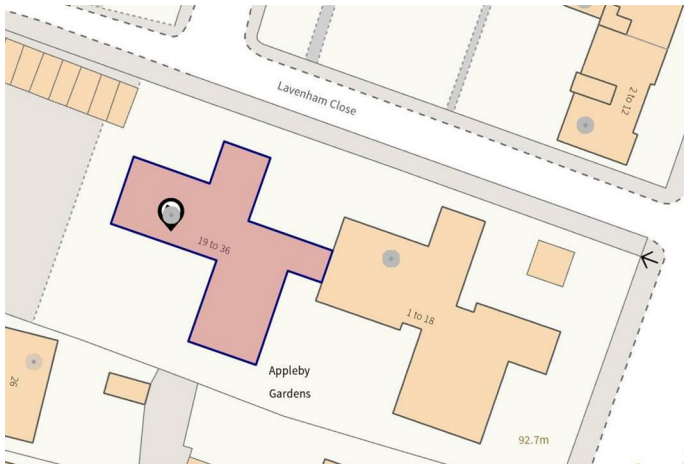 Lavenham Close
2 to 12
19 to 36
1 to 18
Appleby
Gardens
26
92.7m